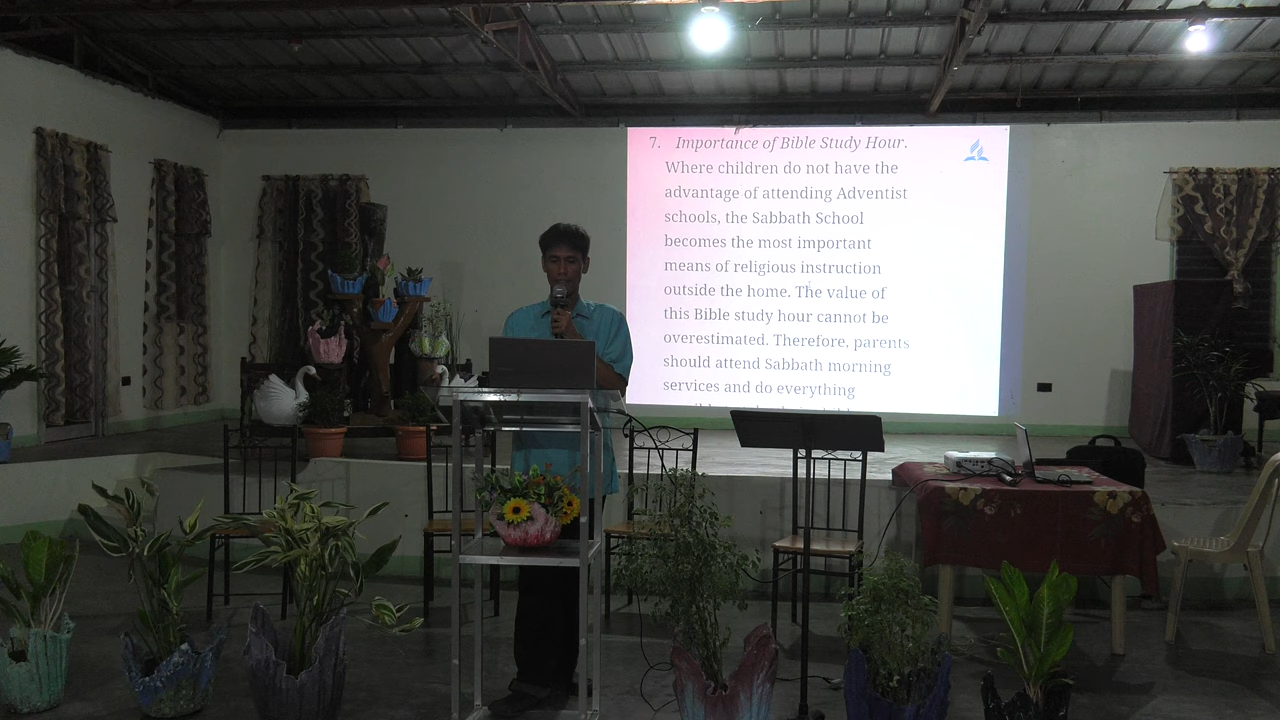 7. Importance of Bible Study Hour.
Where children do not have the
advantage of attending Adventist
schools, the Sabbath School
becomes the most important
means of religious instruction
outside the home. The value of
this Bible study hour cannot be
overestimated. Therefore, parents
should attend Sabbath morning
services and do everything